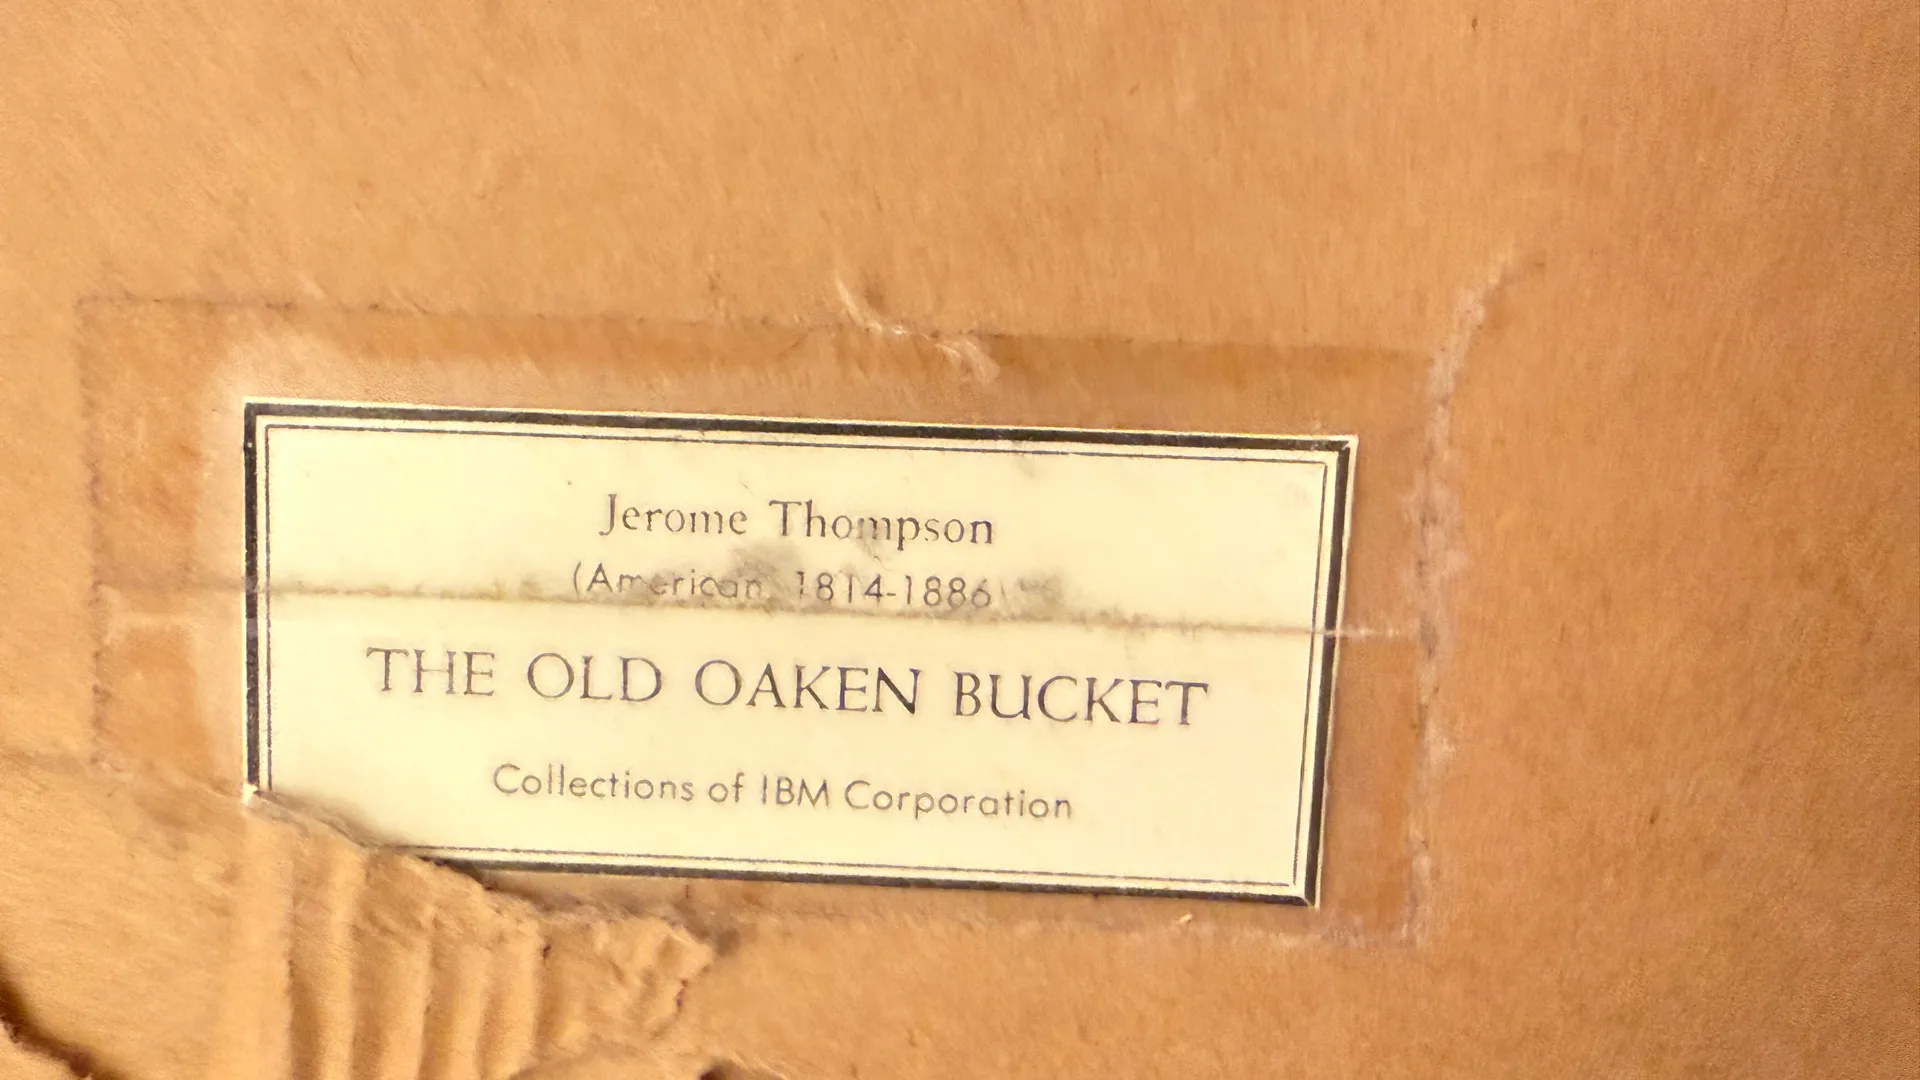 Jerome Thompson
(American, 1814-1886)
THE OLD OAKEN BUCKET
Collections of IBM Corporation